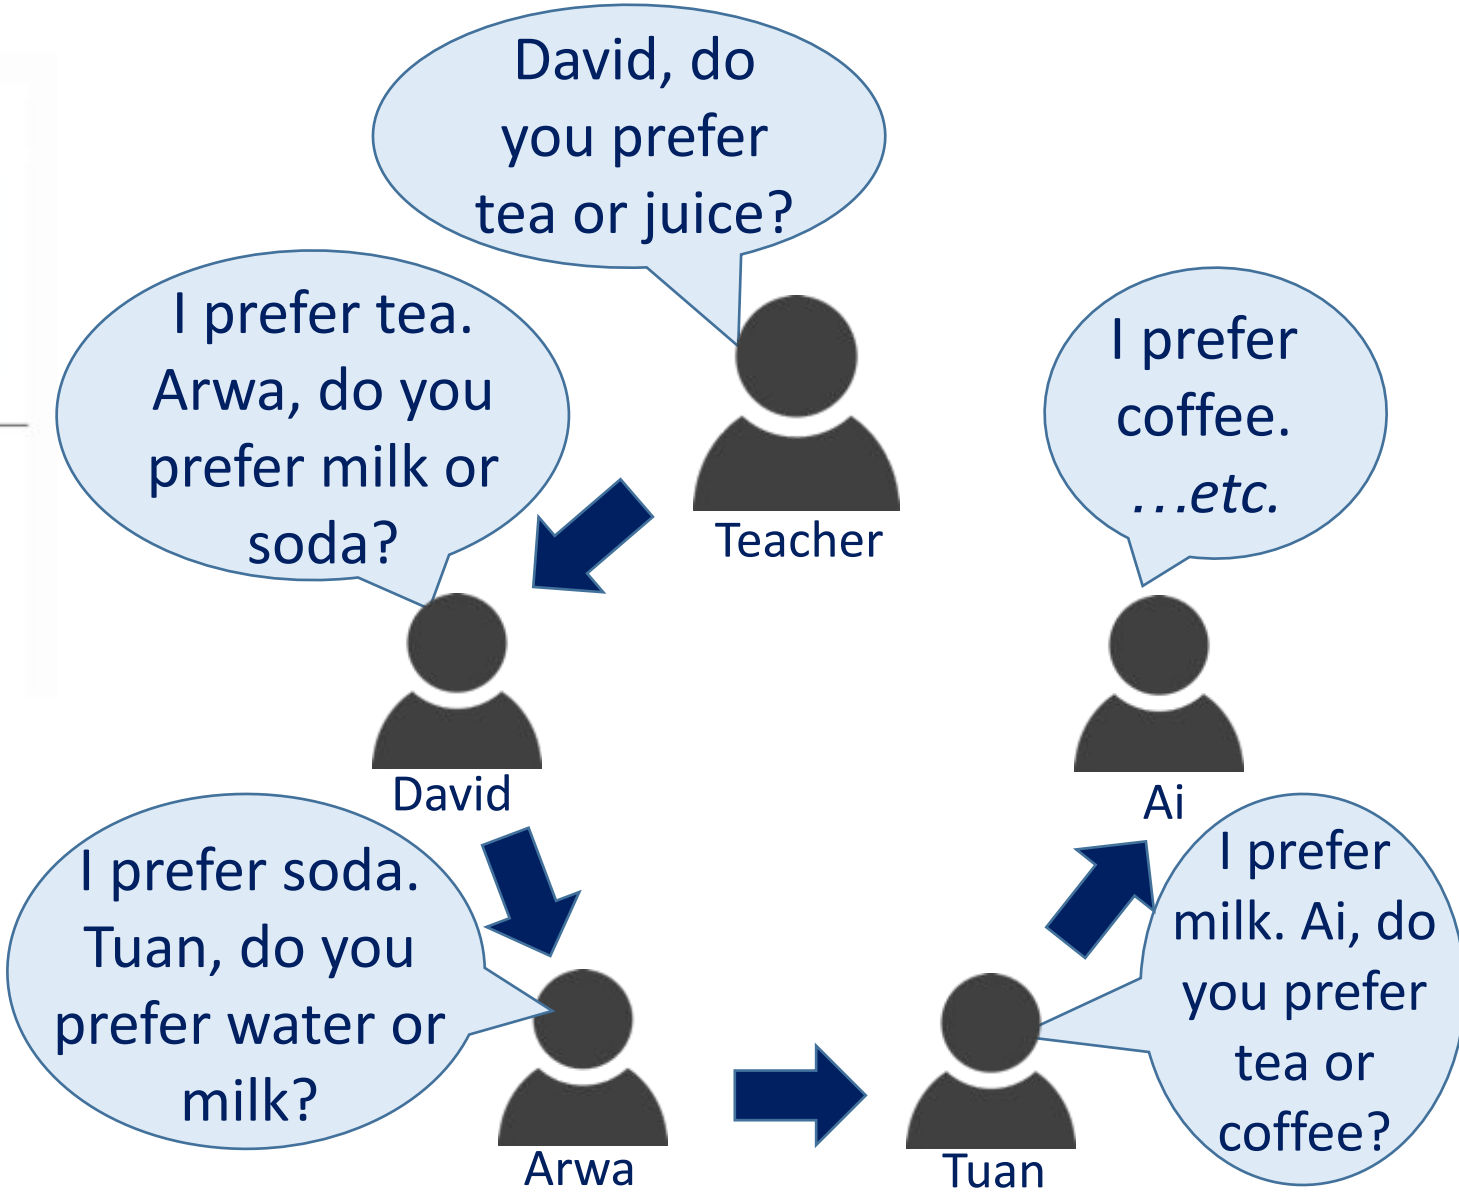 David, do
you prefer
tea or juice?
Teacher
I prefer tea.
Arwa, do you
prefer milk or
soda?
David
I prefer soda.
Tuan, do you
prefer water or
milk?
Arwa
I prefer
milk. Ai, do
you prefer
tea or
coffee?
Tuan
I prefer
coffee.
...etc.
Ai